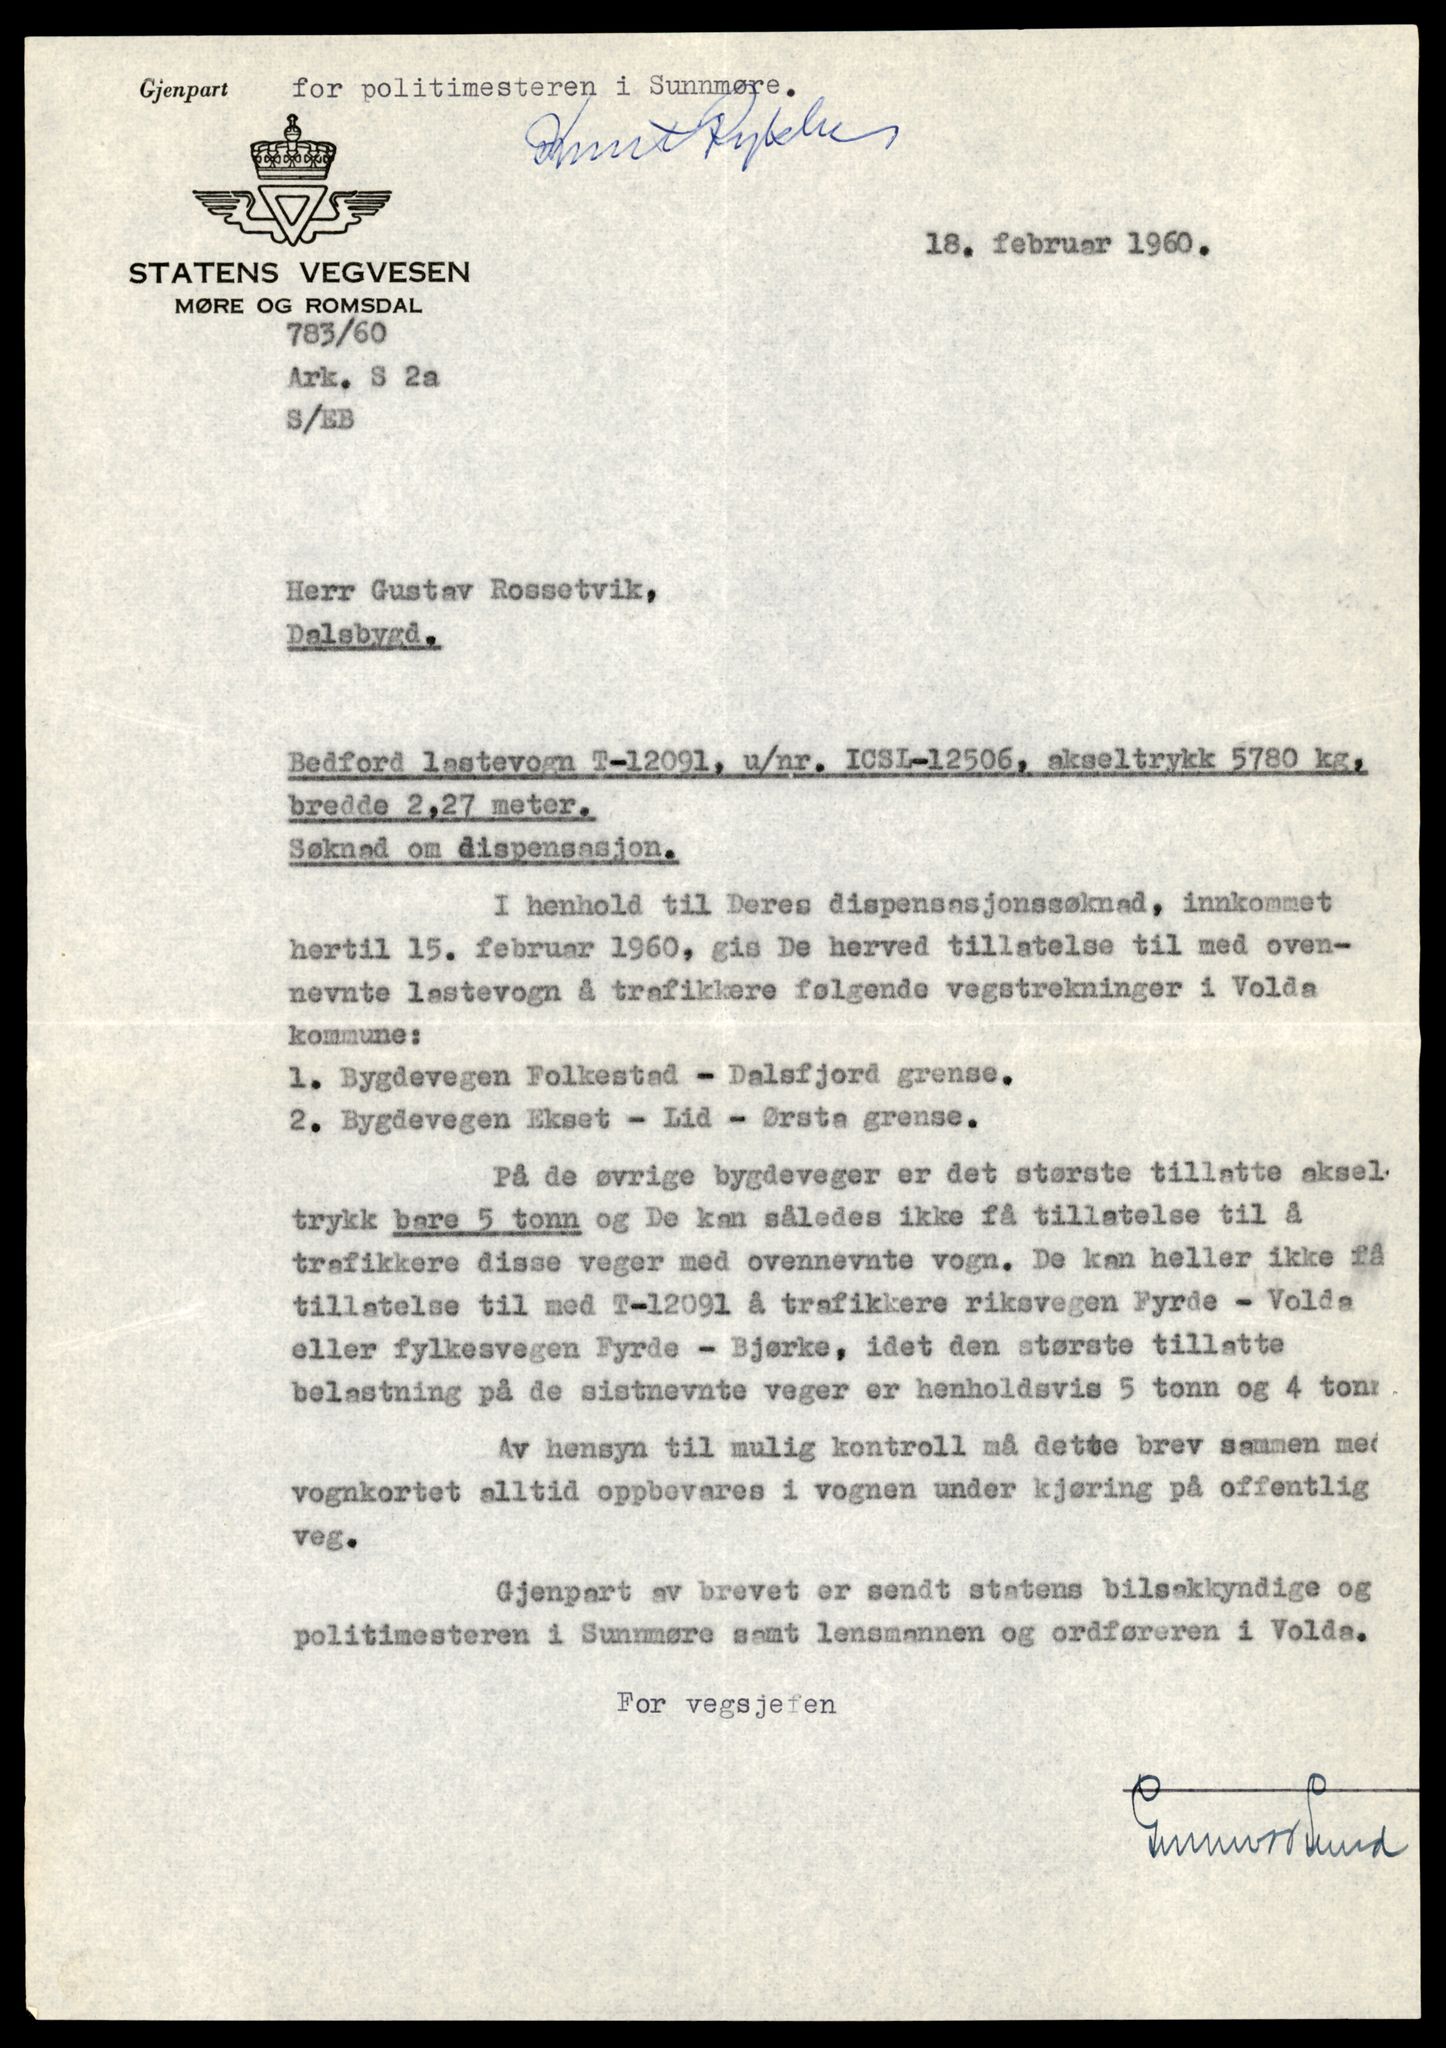 Gjenpart for politimesteren i Sunnmøre.
STATENS VEGVESEN
MØRE OG ROMSDAL
18. februar 1960.
783/60
Ark. S 2a
S/EB
Herr Gustav Rossetvik,
Dalsbygd.
Bedford lastevogn T-12091, u/nr. ICSL-12506, akseltrykk 5780 kg,
bredde 2,27 meter.
Søknad om dispensasjon.
I henhold til Deres dispensasjonssøknad, innkommet
hertil 15. februar 1960, gis De herved tillatelse til med oven-
nevnte lastevogn å trafikkere følgende vegstrekninger i Volda
kommune:
1. Bygdevegen Folkestad - Dalsfjord grense.
2. Bygdevegen Ekset - Lid - Ørsta grense.
På de øvrige bygdeveger er det største tillatte aksel-
trykk bare 5 tonn og De kan således ikke få tillatelse til å
trafikkere disse veger med ovennevnte vogn. De kan heller ikke få
tillatelse til med T-12091 å trafikkere riksvegen Fyrde - Volda
eller fylkesvegen Fyrde - Bjørke, idet den største tillatte
belastning på de sistnevnte veger er henholdsvis 5 tonn og 4 tonn
Av hensyn til mulig kontroll må dette brev sammen med
vognkortet alltid oppbevares i vognen under kjøring på offentlig
veg.
Gjenpart av brevet er sendt statens bilsakkyndige og
politimesteren i Sunnmøre samt lensmannen og ordføreren i Volda.
For vegsjefen